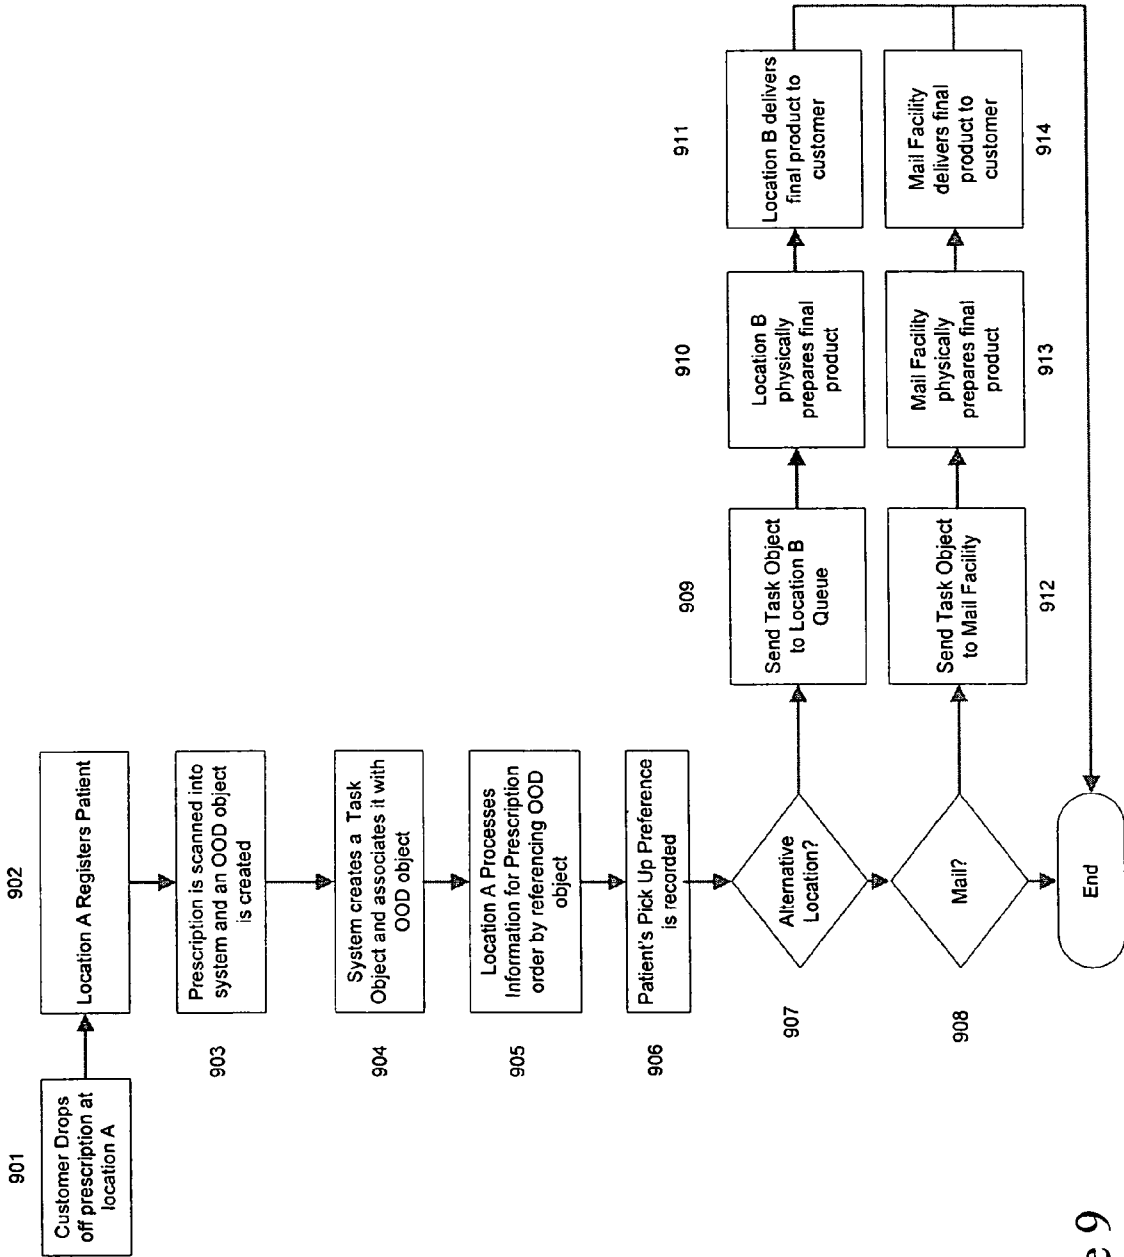 901
Customer Drops
off prescription at
location A
902
Location A Registers Patient
903
Prescription is scanned into
system and an OOD object
is created
904
System creates a Task
Object and associates it with
OOD object
905
Location A Processes
Information for Prescription
order by referencing OOD
object
906
Patient's Pick Up Preference
is recorded
907
Alternative
Location?
908
Mail?
909
Send Task Object
to Location B
Queue
910
Location B
physically
prepares final
product
911
Location B delivers
final product to
customer
912
Send Task Object
to Mail Facility
913
Mail Facility
physically
prepares final
product
914
Mail Facility
delivers final
product to
customer
End
e 9